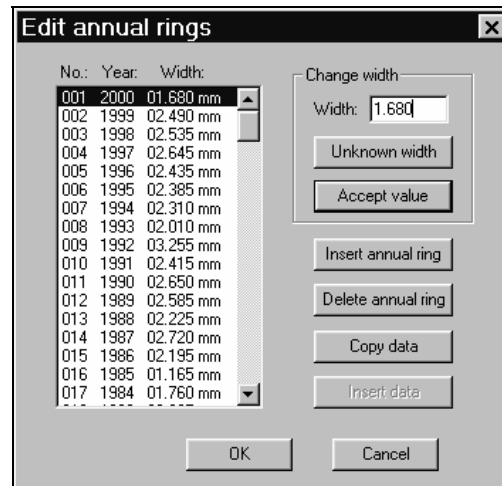 Edit annual rings
No.: Year: Width:
001 2000 01.680 mm
002 1999 02.490 mm
003 1998 02.535 mm
004 1997 02.645 mm
005 1996 02.435 mm
006 1995 02.385 mm
007 1994 02.310 mm
008 1993 02.010 mm
009 1992 03.255 mm
010 1991 02.415 mm
011 1990 02.650 mm
012 1989 02.585 mm
013 1988 02.225 mm
014 1987 02.720 mm
015 1986 02.195 mm
016 1985 01.165 mm
017 1984 01.760 mm
Change width
Width: 1.680
Unknown width
Accept value
Insert annual ring
Delete annual ring
Copy data
Insert data
OK
Cancel